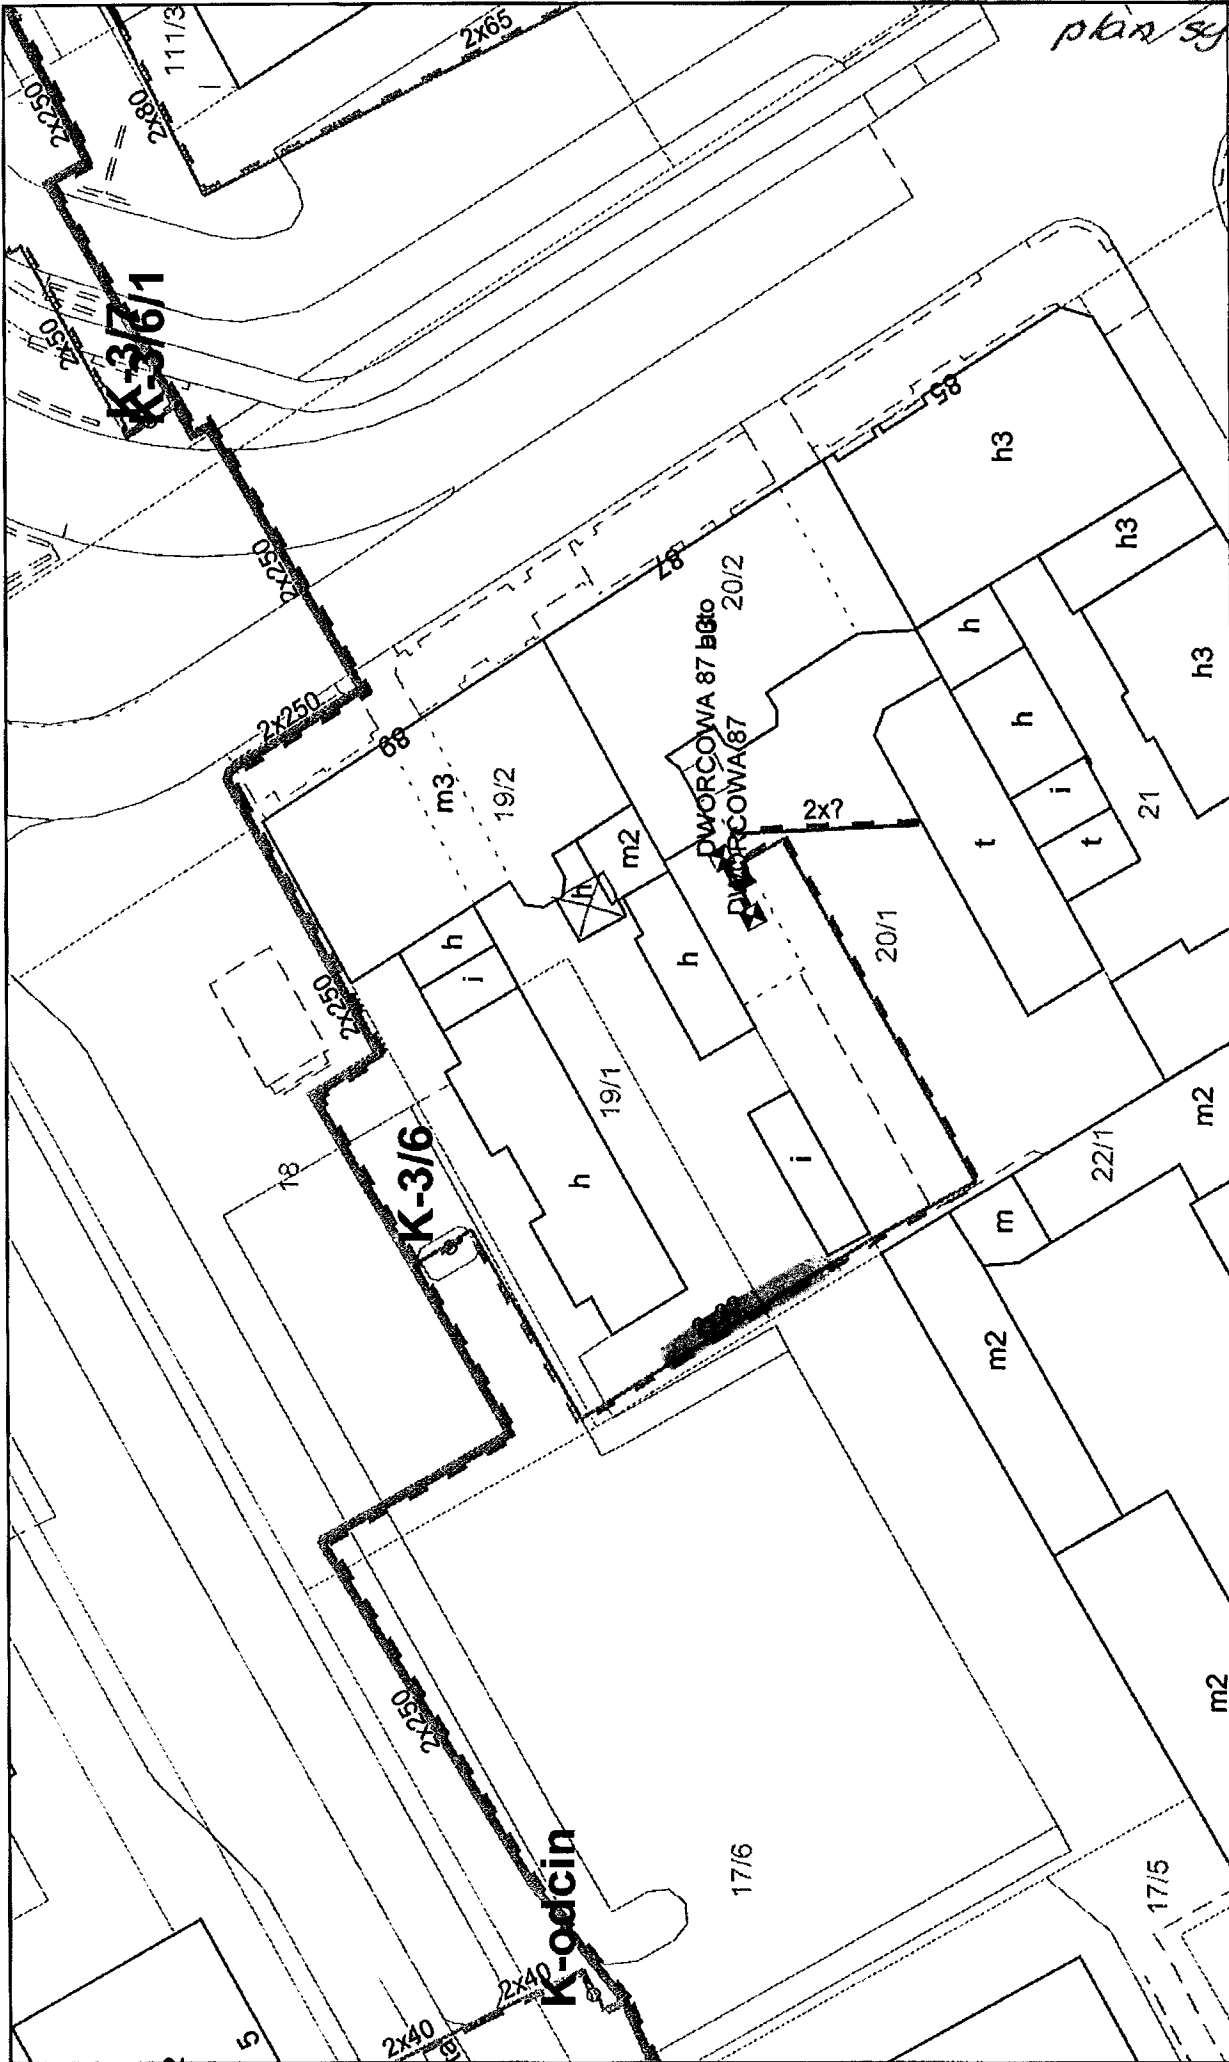 plan sy
111/3
2x65
2x250
2x80
2x50
K-3/7
K-3/6/1
2x250
85
h3
h3
h3
87
20/2
DWORCOWA 87
DWORCOWA 87
2x250
89
m3
19/2
m2
h
h
h
i
h
h
h
i
t
t
21
2x?
20/1
2x250
18
K-3/6
19/1
h
i
22/1
m2
m
m2
2x250
m2
K-odcin
17/6
17/5
2x40
2x40
5